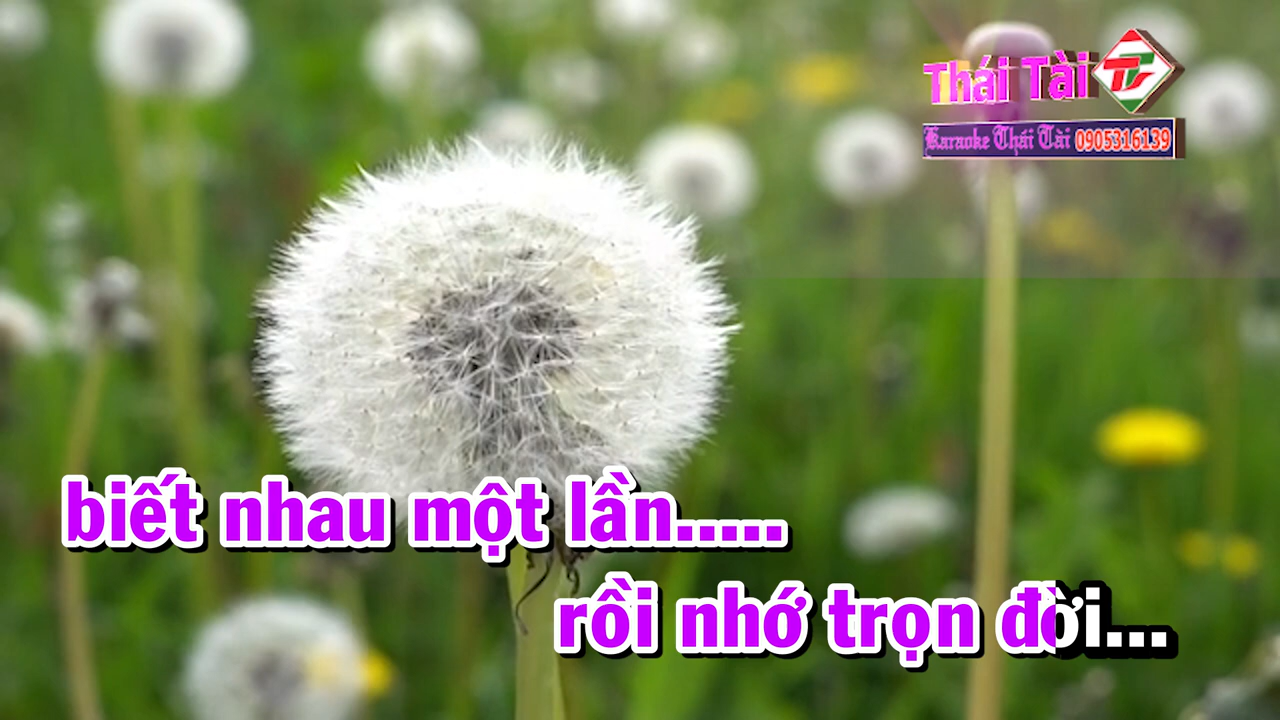 Thái Tài
Karaoke Thái Tài 0905316139
biết nhau một lần.....
rồi nhớ trọn đời...